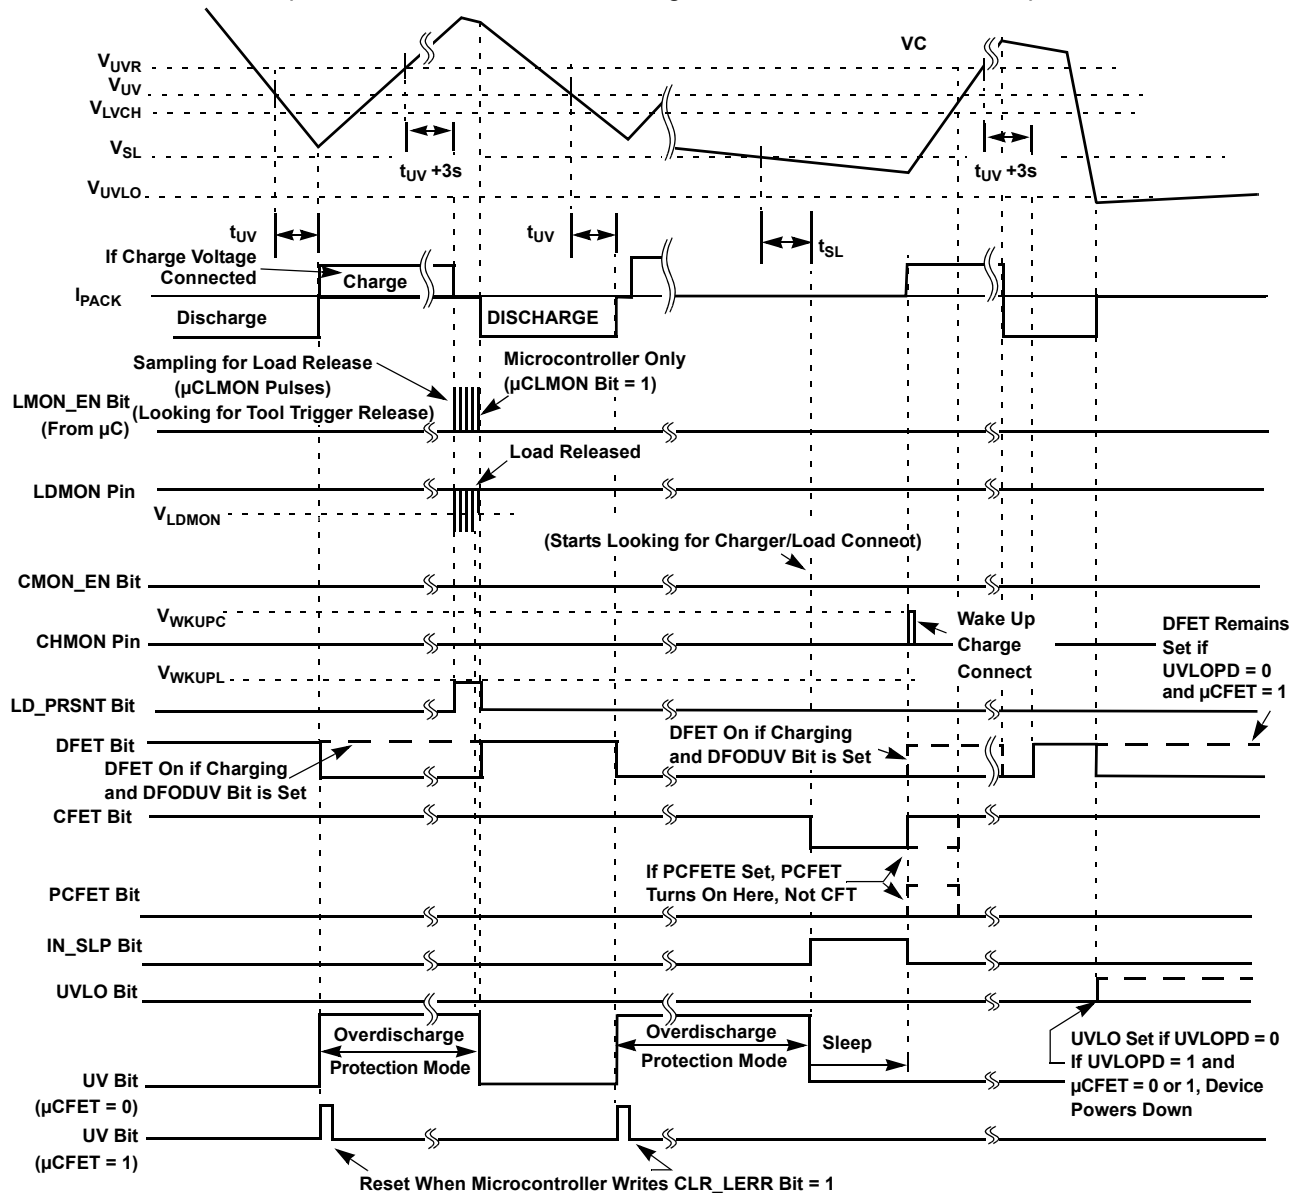 VC
VUVR
VUV
VLVCH
VSL
VUVLO
tUV +3s
tUV +3s
tUV
tUV
tSL
If Charge Voltage
Connected
Charge
IPACK
Discharge
DISCHARGE
Sampling for Load Release
(µCLMON Pulses)
(Looking for Tool Trigger Release)
Microcontroller Only
(µCLMON Bit = 1)
LMON_EN Bit
(From µC)
Load Released
LDMON Pin
VLDMON
(Starts Looking for Charger/Load Connect)
CMON_EN Bit
VWKUPC
CHMON Pin
Wake Up
Charge
Connect
DFET Remains
Set if
UVLOPD = 0
and µCFET = 1
VWKUPL
LD_PRSNT Bit
DFET Bit
DFET On if Charging
and DFODUV Bit is Set
DFET On if Charging
and DFODUV Bit is Set
CFET Bit
If PCFETE Set, PCFET
Turns On Here, Not CFT
PCFET Bit
IN_SLP Bit
UVLO Bit
Overdischarge
Protection Mode
Overdischarge
Protection Mode
Sleep
UVLO Set if UVLOPD = 0
If UVLOPD = 1 and
µCFET = 0 or 1, Device
Powers Down
UV Bit
(µCFET = 0)
UV Bit
(µCFET = 1)
Reset When Microcontroller Writes CLR_LERR Bit = 1